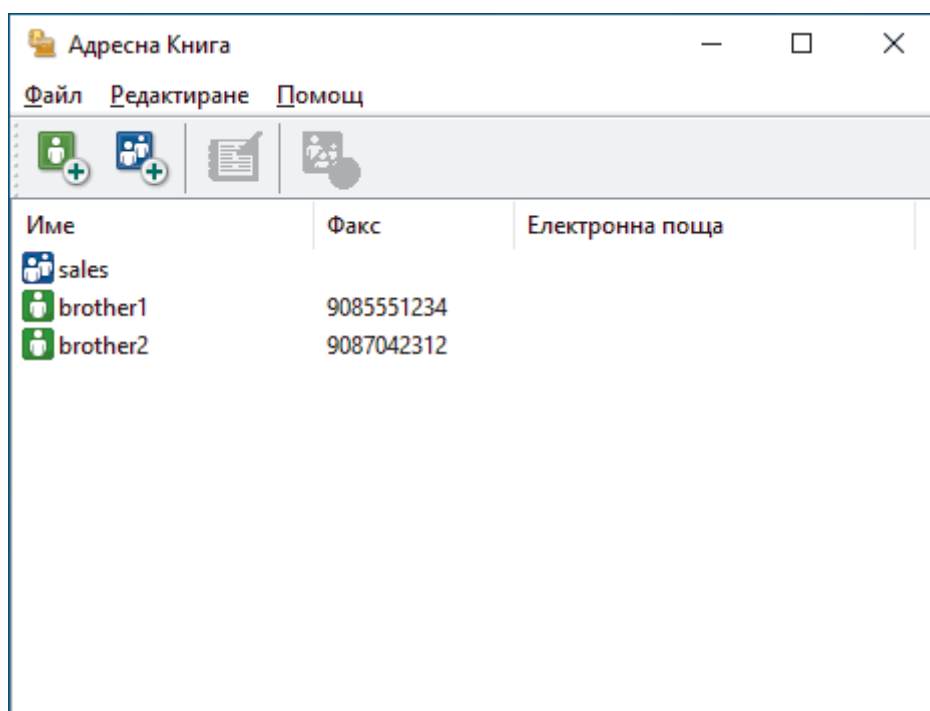 Адресна Книга
Файл Редактиране Помощ
Име Факс Електронна поща
sales
brother1 9085551234
brother2 9087042312